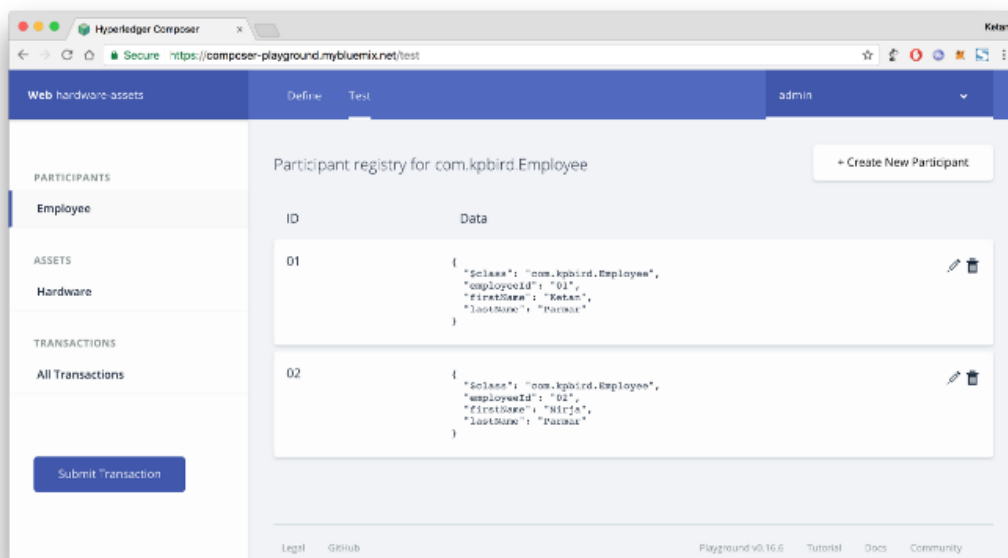 Hyperledger Composer
Ketan
Secure https://composer-playground.mybluemix.net/test
Web hardware-assets
Define Test
admin
Participant registry for com.kpbird.Employee
+ Create New Participant
PARTICIPANTS
Employee
ASSETS
Hardware
TRANSACTIONS
All Transactions
Submit Transaction
ID Data
01
{
"$class": "com.kpbird.Employee",
"employeeId": "01",
"firstName": "Ketan",
"lastName": "Parmar"
}
02
{
"$class": "com.kpbird.Employee",
"employeeId": "02",
"firstName": "Nirja",
"lastName": "Parmar"
}
Legal GitHub Playground v0.16.6 Tutorial Docs Community